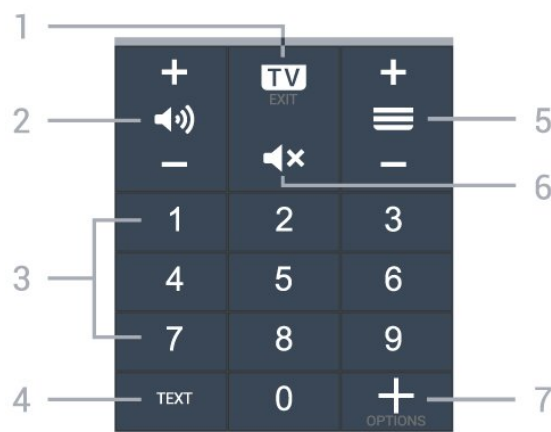 1
+ TV +
EXIT
2 5
− −
6
1 2 3
3
4 5 6
7 8 9
4 TEXT 0 + 7
OPTIONS